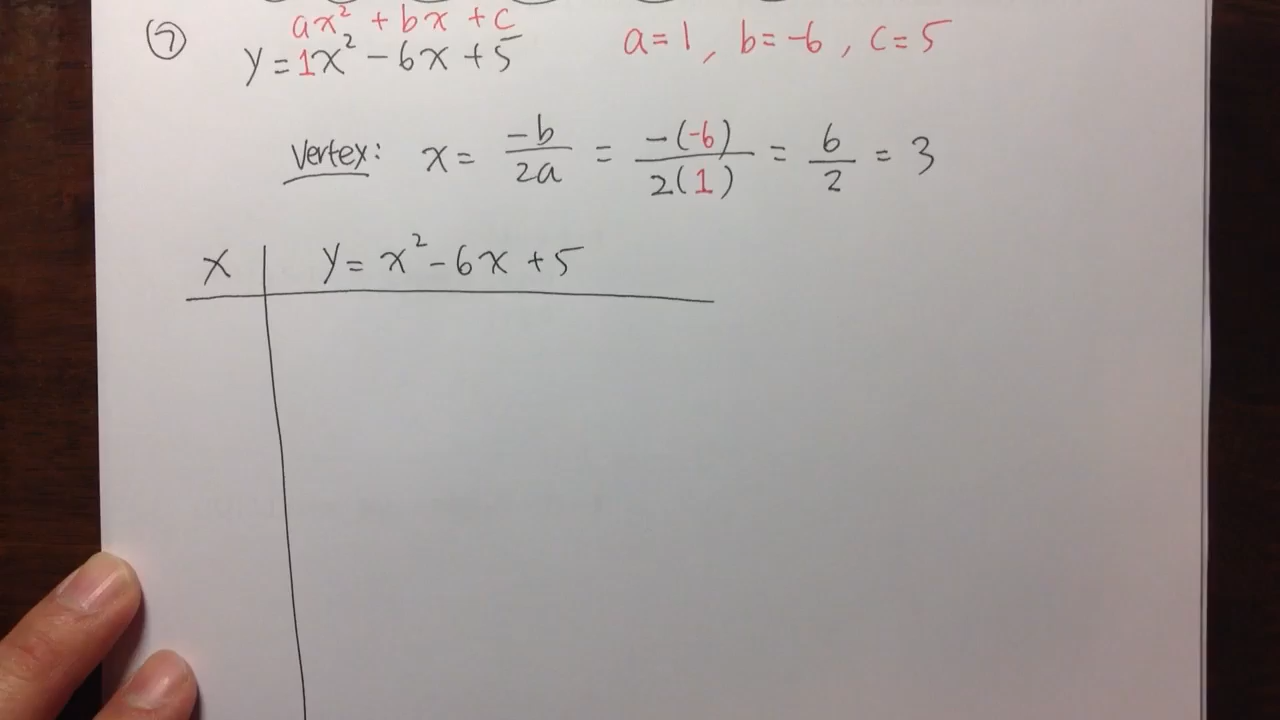 ax² + bx + c
⑦ y = 1x² - 6x + 5 a = 1, b = -6, c = 5
Vertex: x = -b/2a = -(-6)/2(1) = 6/2 = 3
x | y = x² - 6x + 5